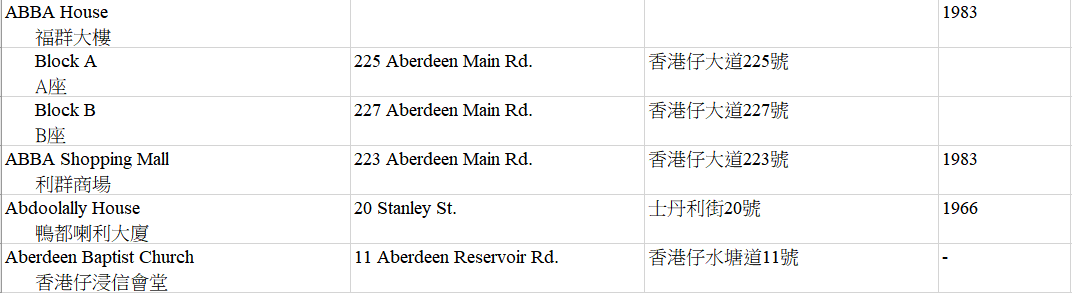 ABBA House 1983
福群大樓
Block A 225 Aberdeen Main Rd. 香港仔大道225號
A座
Block B 227 Aberdeen Main Rd. 香港仔大道227號
B座
ABBA Shopping Mall 223 Aberdeen Main Rd. 香港仔大道223號 1983
利群商場
Abdoolally House 20 Stanley St. 士丹利街20號 1966
鴨都喇利大廈
Aberdeen Baptist Church 11 Aberdeen Reservoir Rd. 香港仔水塘道11號 -
香港仔浸信會堂